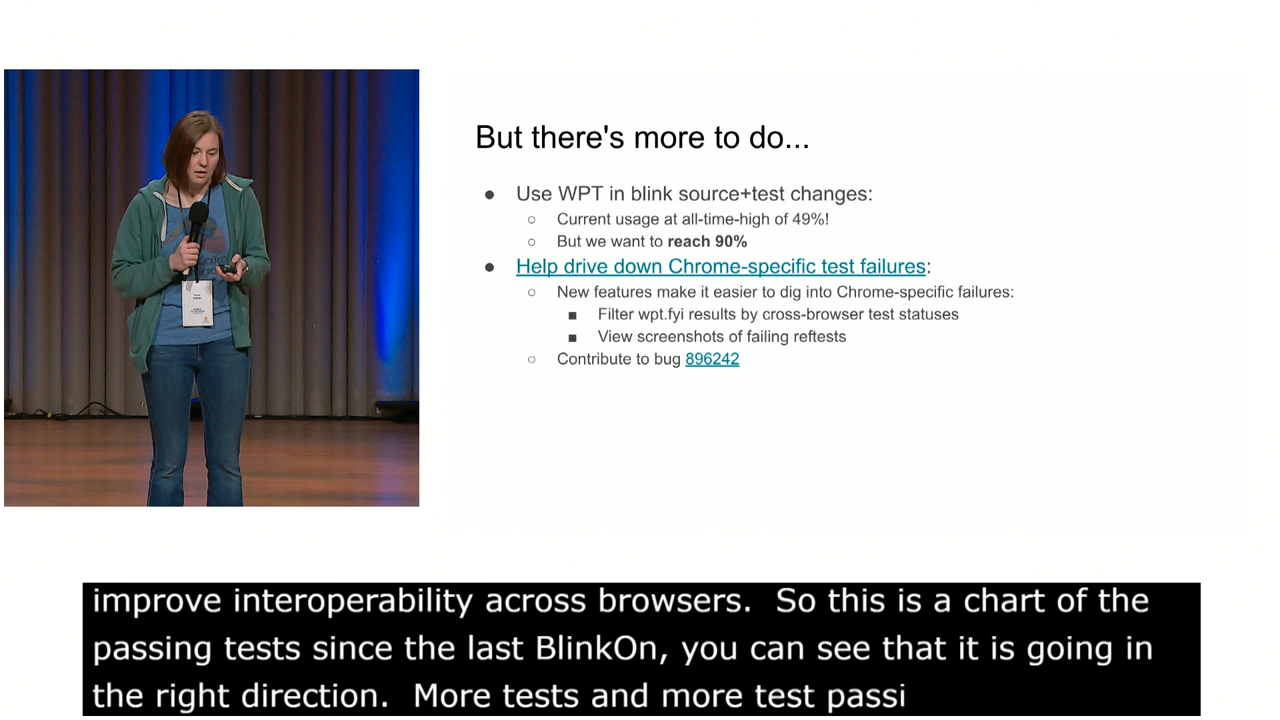 But there's more to do...
● Use WPT in blink source+test changes:
○ Current usage at all-time-high of 49%!
○ But we want to reach 90%
● Help drive down Chrome-specific test failures:
○ New features make it easier to dig into Chrome-specific failures:
■ Filter wpt.fyi results by cross-browser test statuses
■ View screenshots of failing reftests
○ Contribute to bug 896242
improve interoperability across browsers.  So this is a chart of the
passing tests since the last BlinkOn, you can see that it is going in
the right direction.  More tests and more test passi